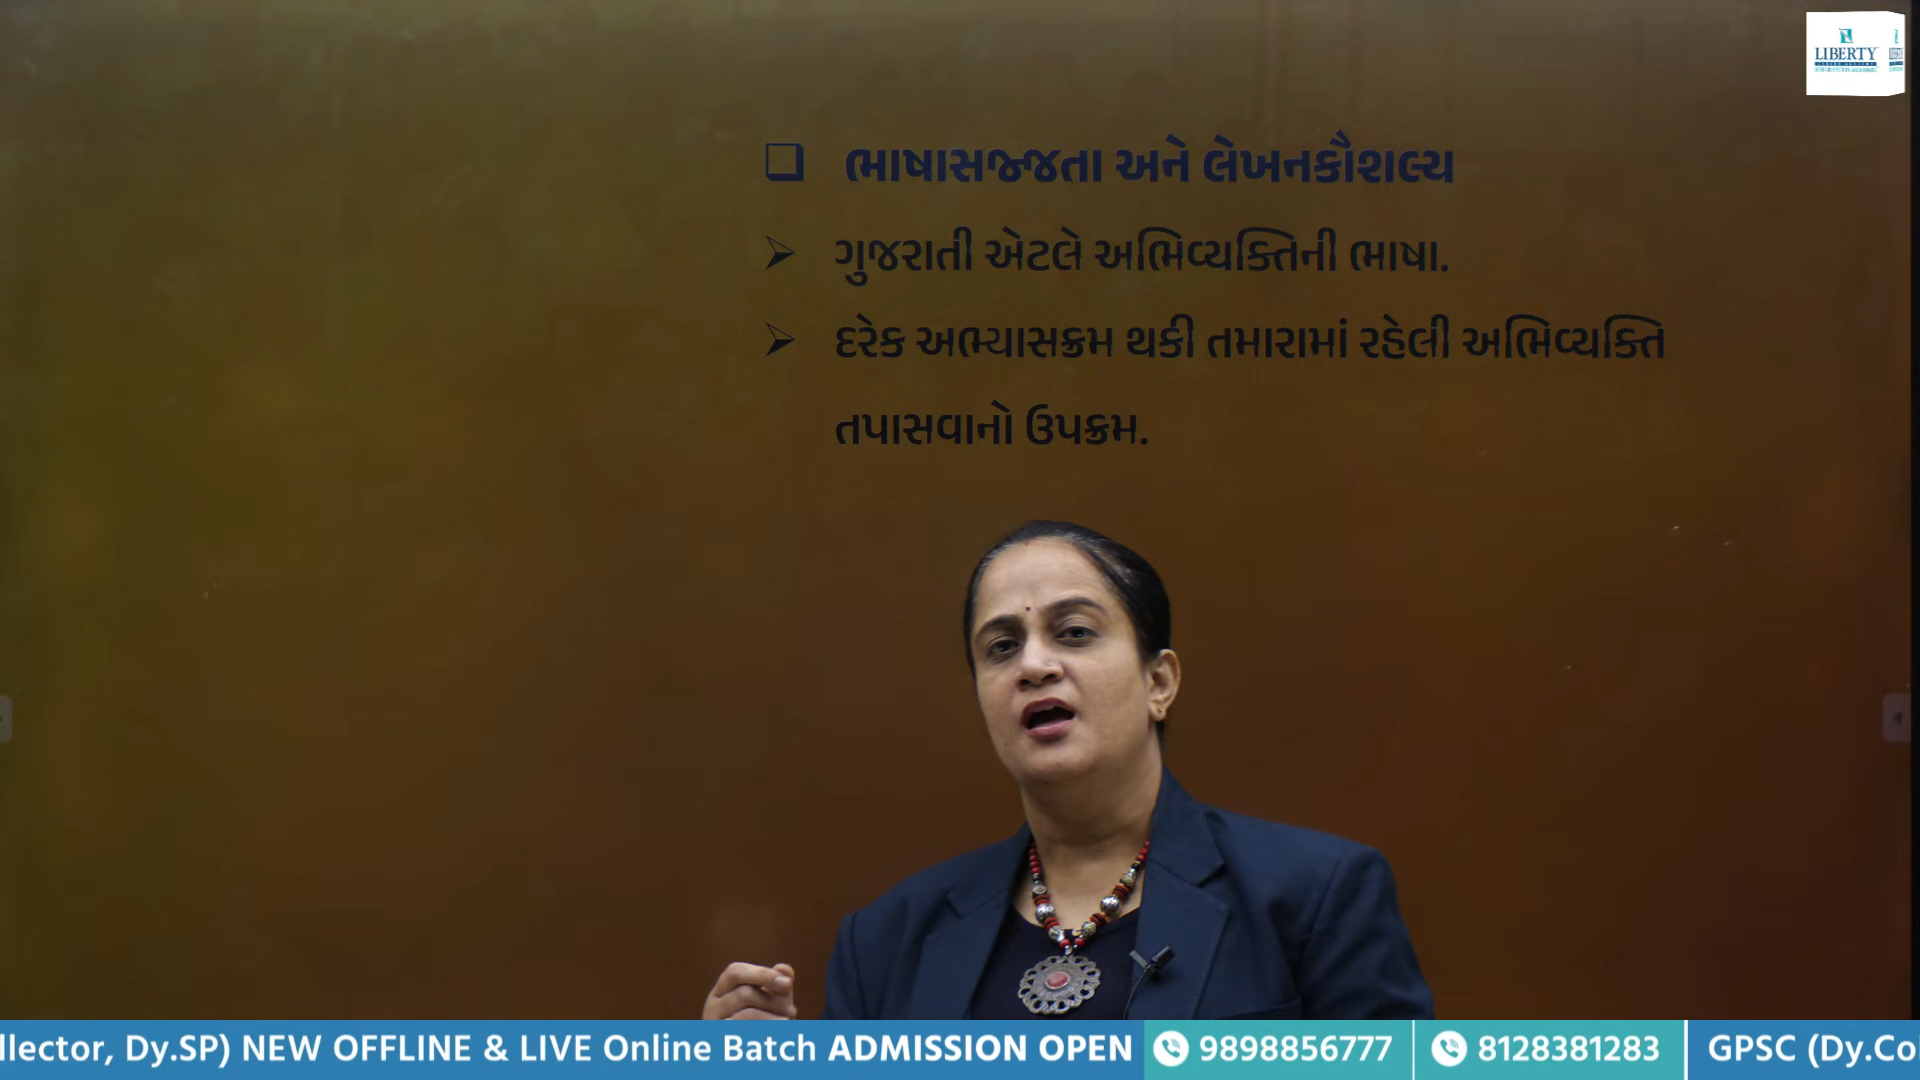 LIBERTY
ભાષાસજ્જતા અને લેખનકૌશલ્ય
ગુજરાતી એટલે અભિવ્યક્તિની ભાષા.
દરેક અભ્યાસક્રમ થકી તમારામાં રહેલી અભિવ્યક્તિ
તપાસવાનો ઉપક્રમ.
llector, Dy.SP) NEW OFFLINE & LIVE Online Batch ADMISSION OPEN 9898856777 8128381283 GPSC (Dy.Co